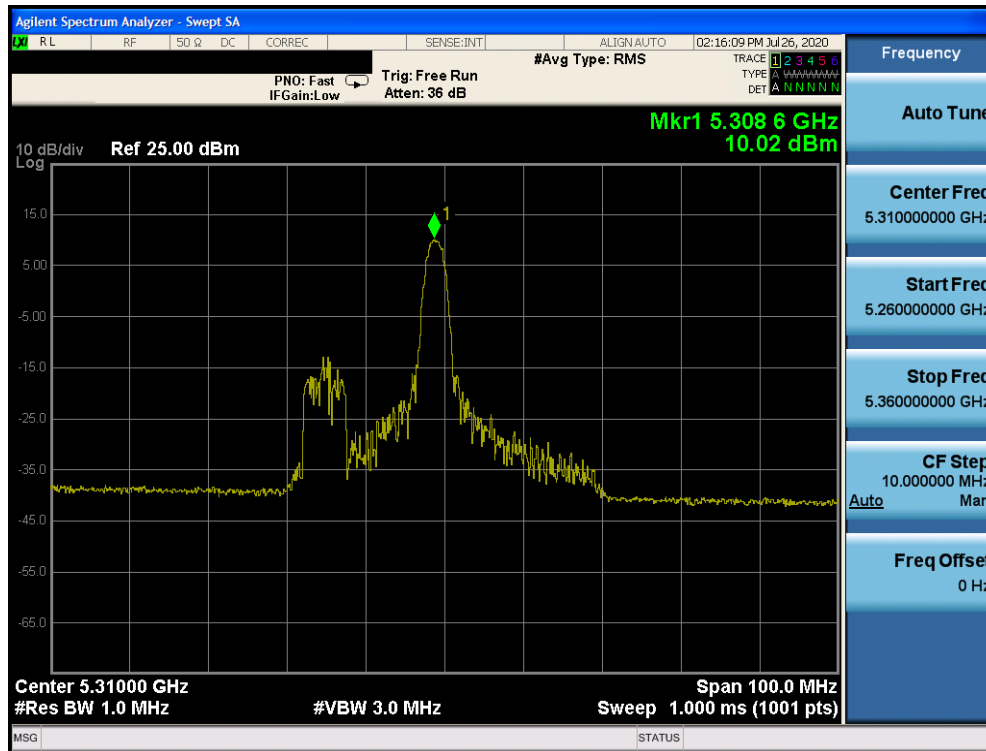 Agilent Spectrum Analyzer - Swept SA
LXI RL RF 50 Ω DC CORREC SENSE:INT ALIGN AUTO 02:16:09 PM Jul 26, 2020
#Avg Type: RMS TRACE 1 2 3 4 5 6
PNO: Fast Trig: Free Run TYPE A WWWWW
IFGain:Low Atten: 36 dB DET A N N N N N
Mkr1 5.308 6 GHz
10 dB/div Ref 25.00 dBm 10.02 dBm
Log
1
15.0
5.00
-5.00
-15.0
-25.0
-35.0
-45.0
-55.0
-65.0
Center 5.31000 GHz Span 100.0 MHz
#Res BW 1.0 MHz #VBW 3.0 MHz Sweep 1.000 ms (1001 pts)
MSG STATUS
Frequency
Auto Tune
Center Freq
5.310000000 GHz
Start Freq
5.260000000 GHz
Stop Freq
5.360000000 GHz
CF Step
10.000000 MHz
Auto Man
Freq Offset
0 Hz